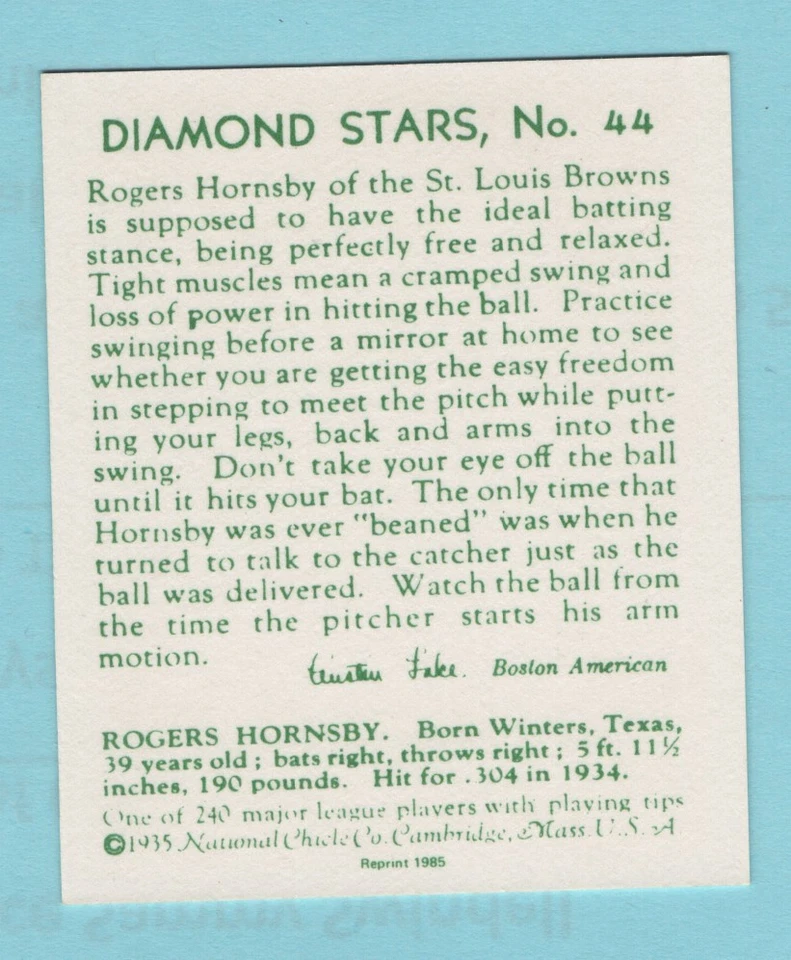 DIAMOND STARS, No. 44
Rogers Hornsby of the St. Louis Browns
is supposed to have the ideal batting
stance, being perfectly free and relaxed.
Tight muscles mean a cramped swing and
loss of power in hitting the ball. Practice
swinging before a mirror at home to see
whether you are getting the easy freedom
in stepping to meet the pitch while putt-
ing your legs, back and arms into the
swing. Don't take your eye off the ball
until it hits your bat. The only time that
Hornsby was ever "beaned" was when he
turned to talk to the catcher just as the
ball was delivered. Watch the ball from
the time the pitcher starts his arm
motion.
Boston American
ROGERS HORNSBY. Born Winters, Texas,
39 years old; bats right, throws right; 5 ft. 11½
inches, 190 pounds. Hit for .304 in 1934.
One of 240 major league players with playing tips
©1935 National Chicle Co. Cambridge, Mass. U.S.A
Reprint 1985